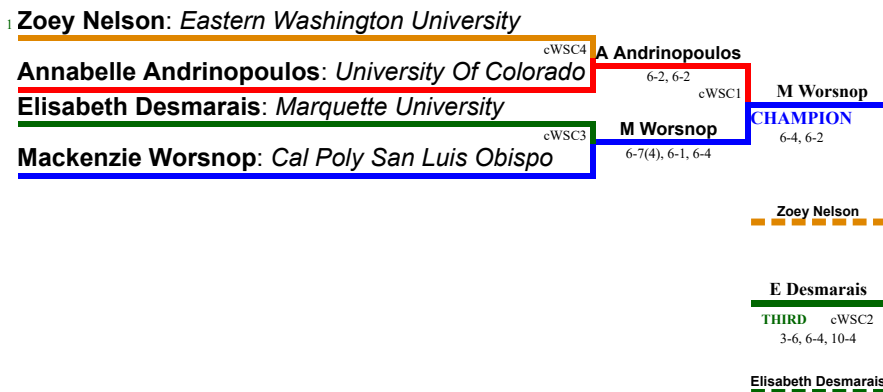 1 Zoey Nelson: Eastern Washington University
cWSC4
A Andrinopoulos
Annabelle Andrinopoulos: University Of Colorado
6-2, 6-2
cWSC1
M Worsnop
Elisabeth Desmarais: Marquette University
CHAMPION
cWSC3
M Worsnop
6-4, 6-2
Mackenzie Worsnop: Cal Poly San Luis Obispo
6-7(4), 6-1, 6-4
Zoey Nelson
E Desmarais
THIRD cWSC2
3-6, 6-4, 10-4
Elisabeth Desmarais